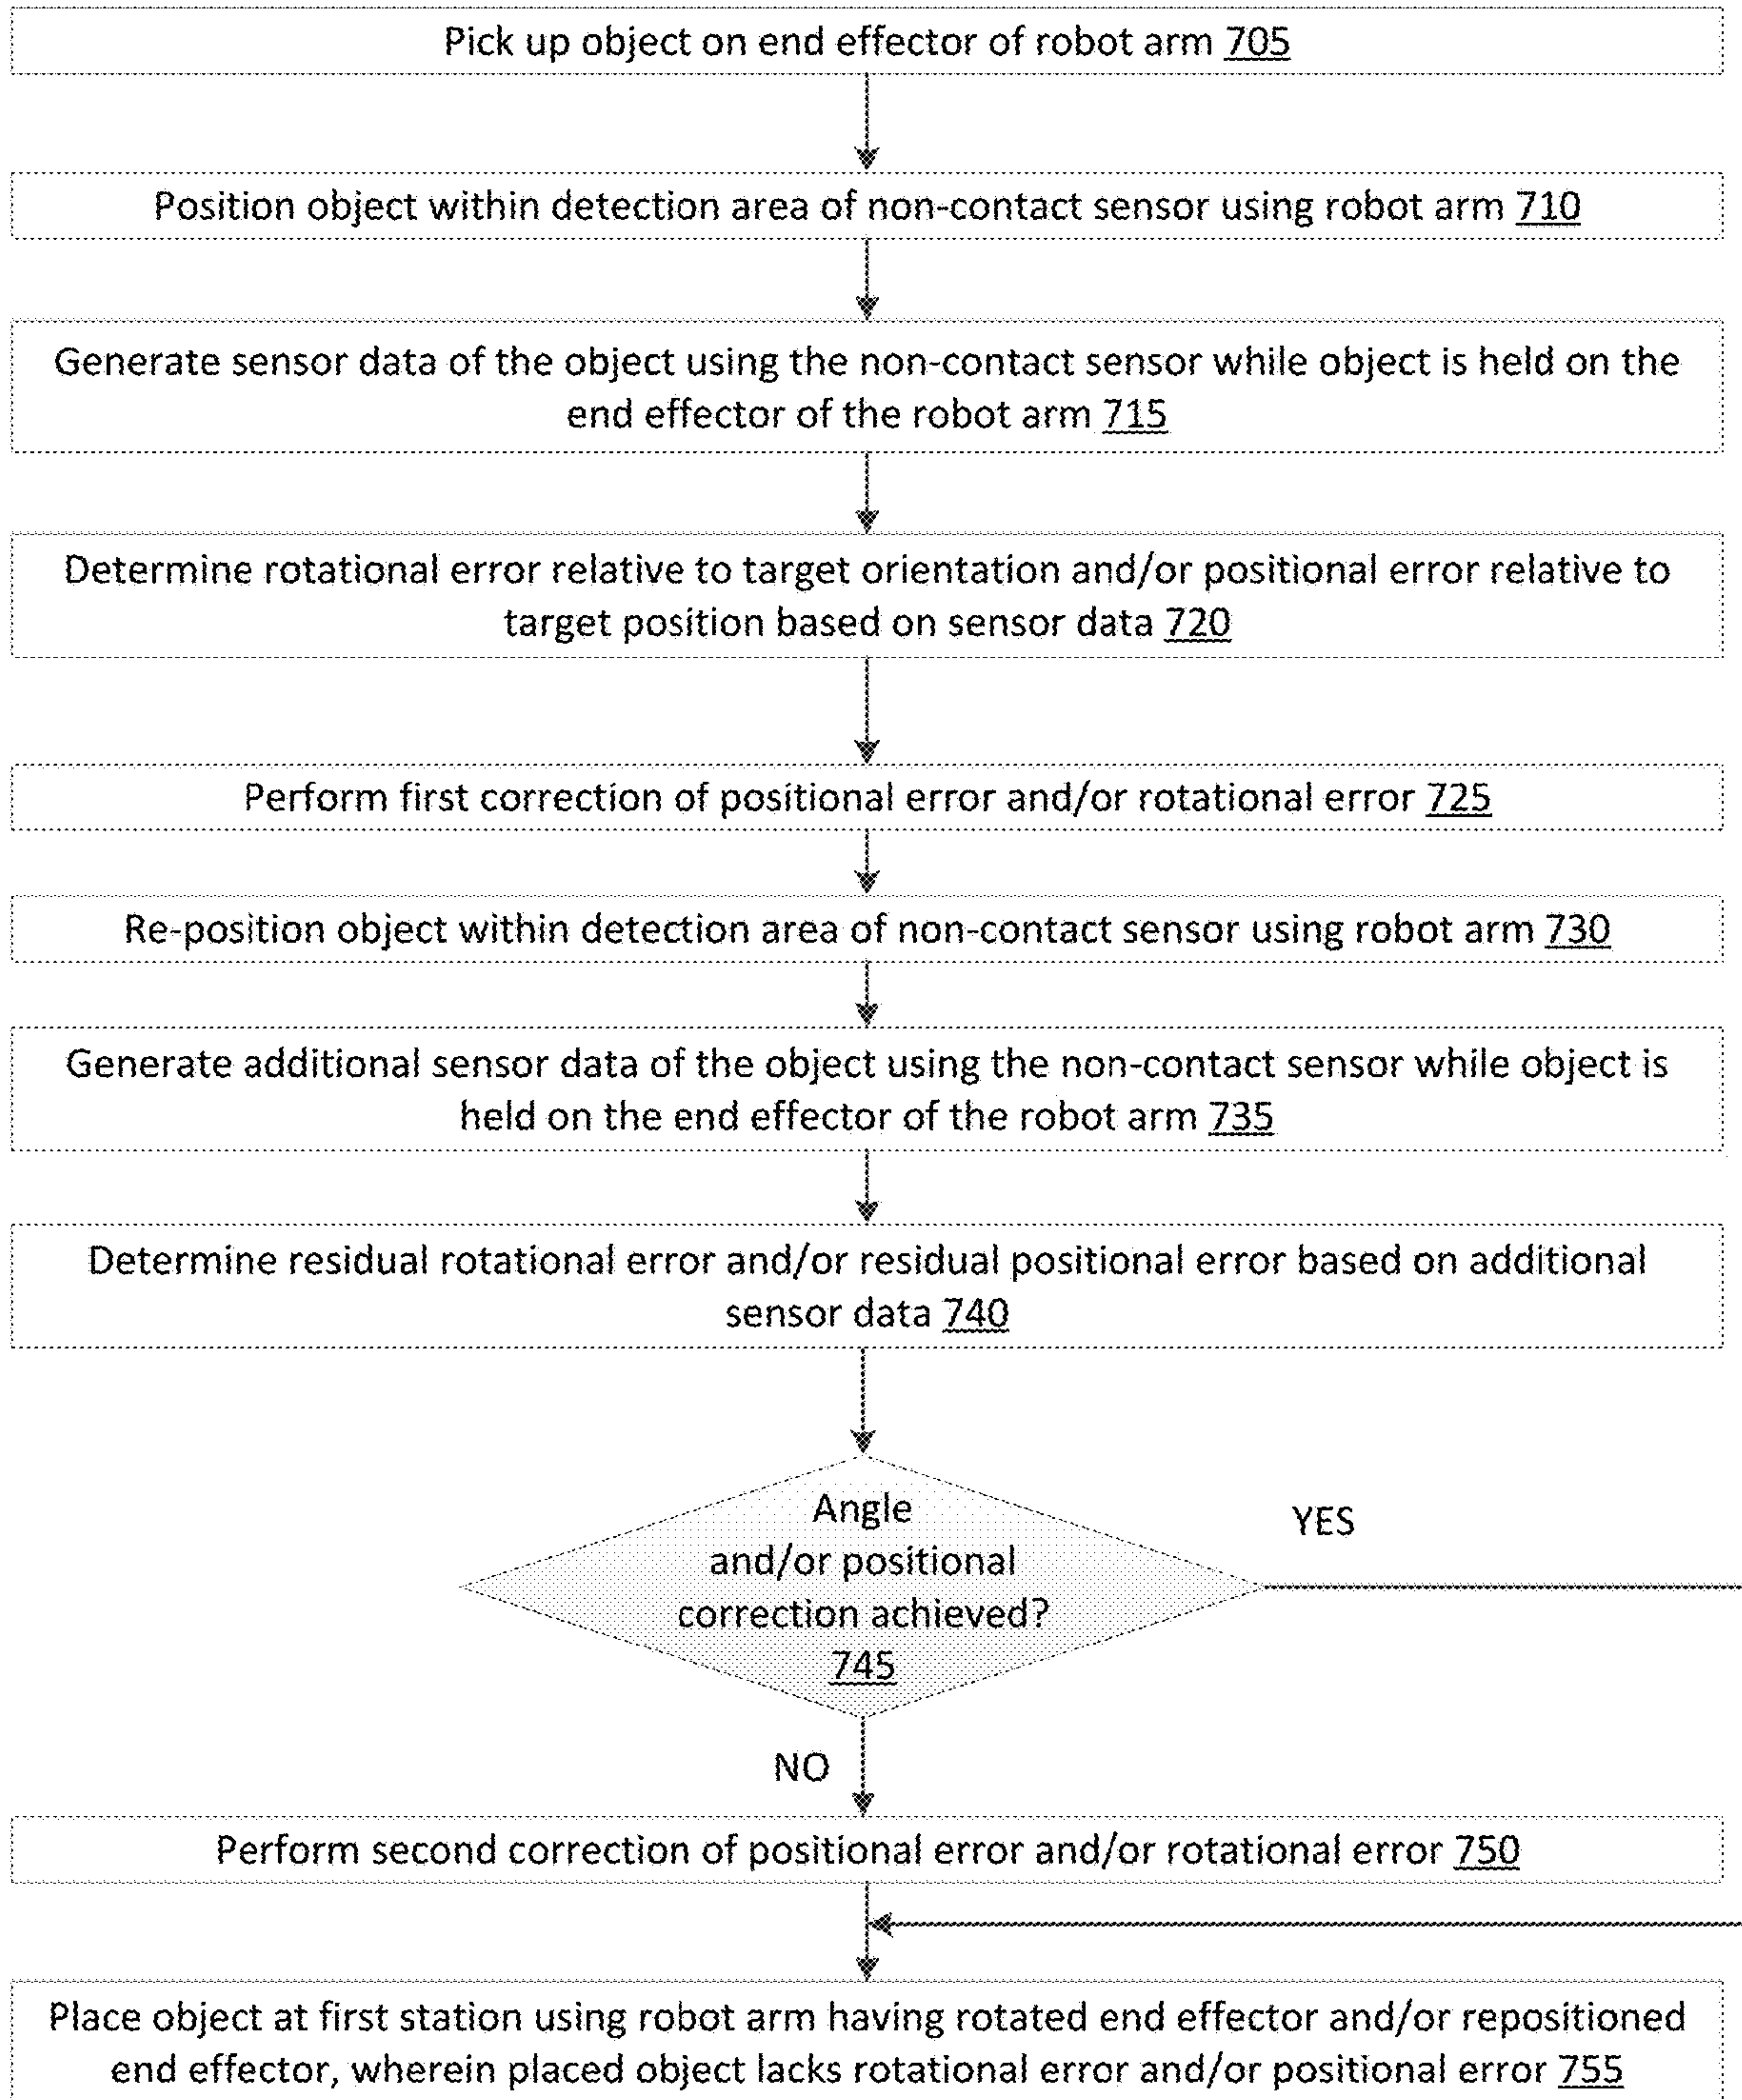 Pick up object on end effector of robot arm 705
Position object within detection area of non-contact sensor using robot arm 710
Generate sensor data of the object using the non-contact sensor while object is held on the
end effector of the robot arm 715
Determine rotational error relative to target orientation and/or positional error relative to
target position based on sensor data 720
Perform first correction of positional error and/or rotational error 725
Re-position object within detection area of non-contact sensor using robot arm 730
Generate additional sensor data of the object using the non-contact sensor while object is
held on the end effector of the robot arm 735
Determine residual rotational error and/or residual positional error based on additional
sensor data 740
Angle
and/or positional
correction achieved?
745
YES
NO
Perform second correction of positional error and/or rotational error 750
Place object at first station using robot arm having rotated end effector and/or repositioned
end effector, wherein placed object lacks rotational error and/or positional error 755